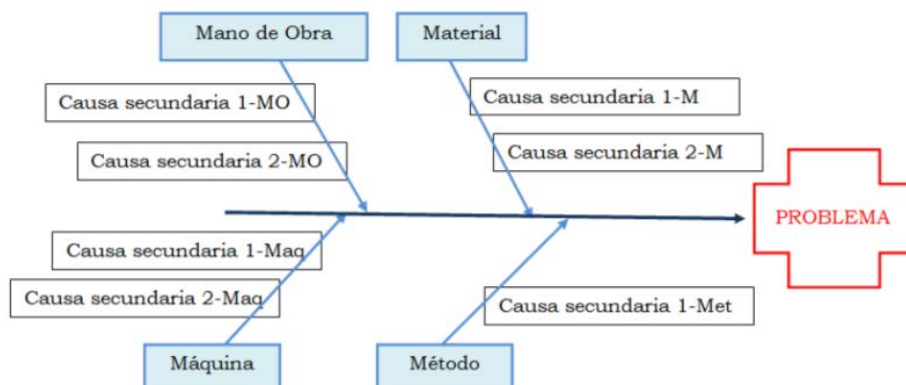 Mano de Obra
Material
Causa secundaria 1-MO
Causa secundaria 1-M
Causa secundaria 2-MO
Causa secundaria 2-M
PROBLEMA
Causa secundaria 1-Maq
Causa secundaria 2-Maq
Causa secundaria 1-Met
Máquina
Método